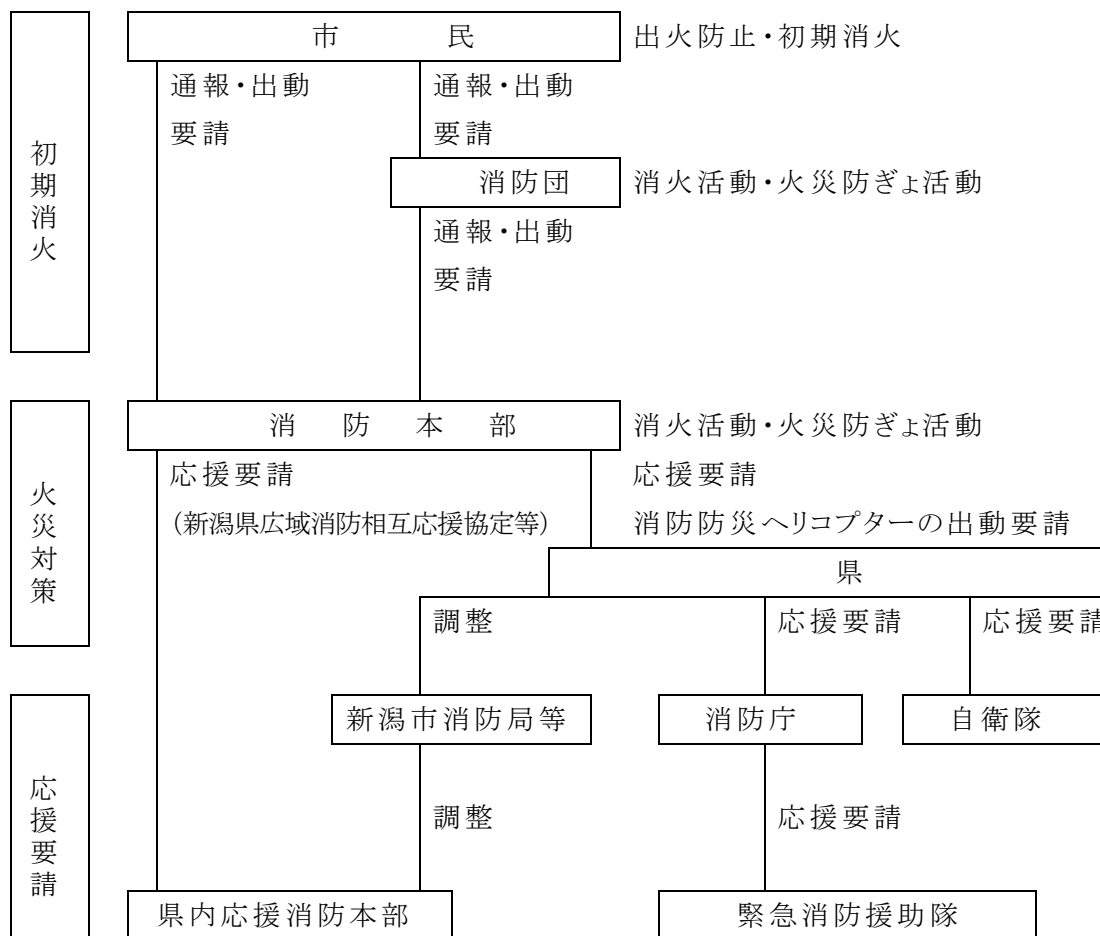 初期消火
市民 出火防止・初期消火
通報・出動 通報・出動
要請 要請
消防団 消火活動・火災防ぎょ活動
通報・出動
要請
火災対策
消防本部 消火活動・火災防ぎょ活動
応援要請 応援要請
（新潟県広域消防相互応援協定等） 消防防災ヘリコプターの出動要請
県
調整 応援要請 応援要請
新潟市消防局等 消防庁 自衛隊
応援要請
調整 応援要請
県内応援消防本部 緊急消防援助隊